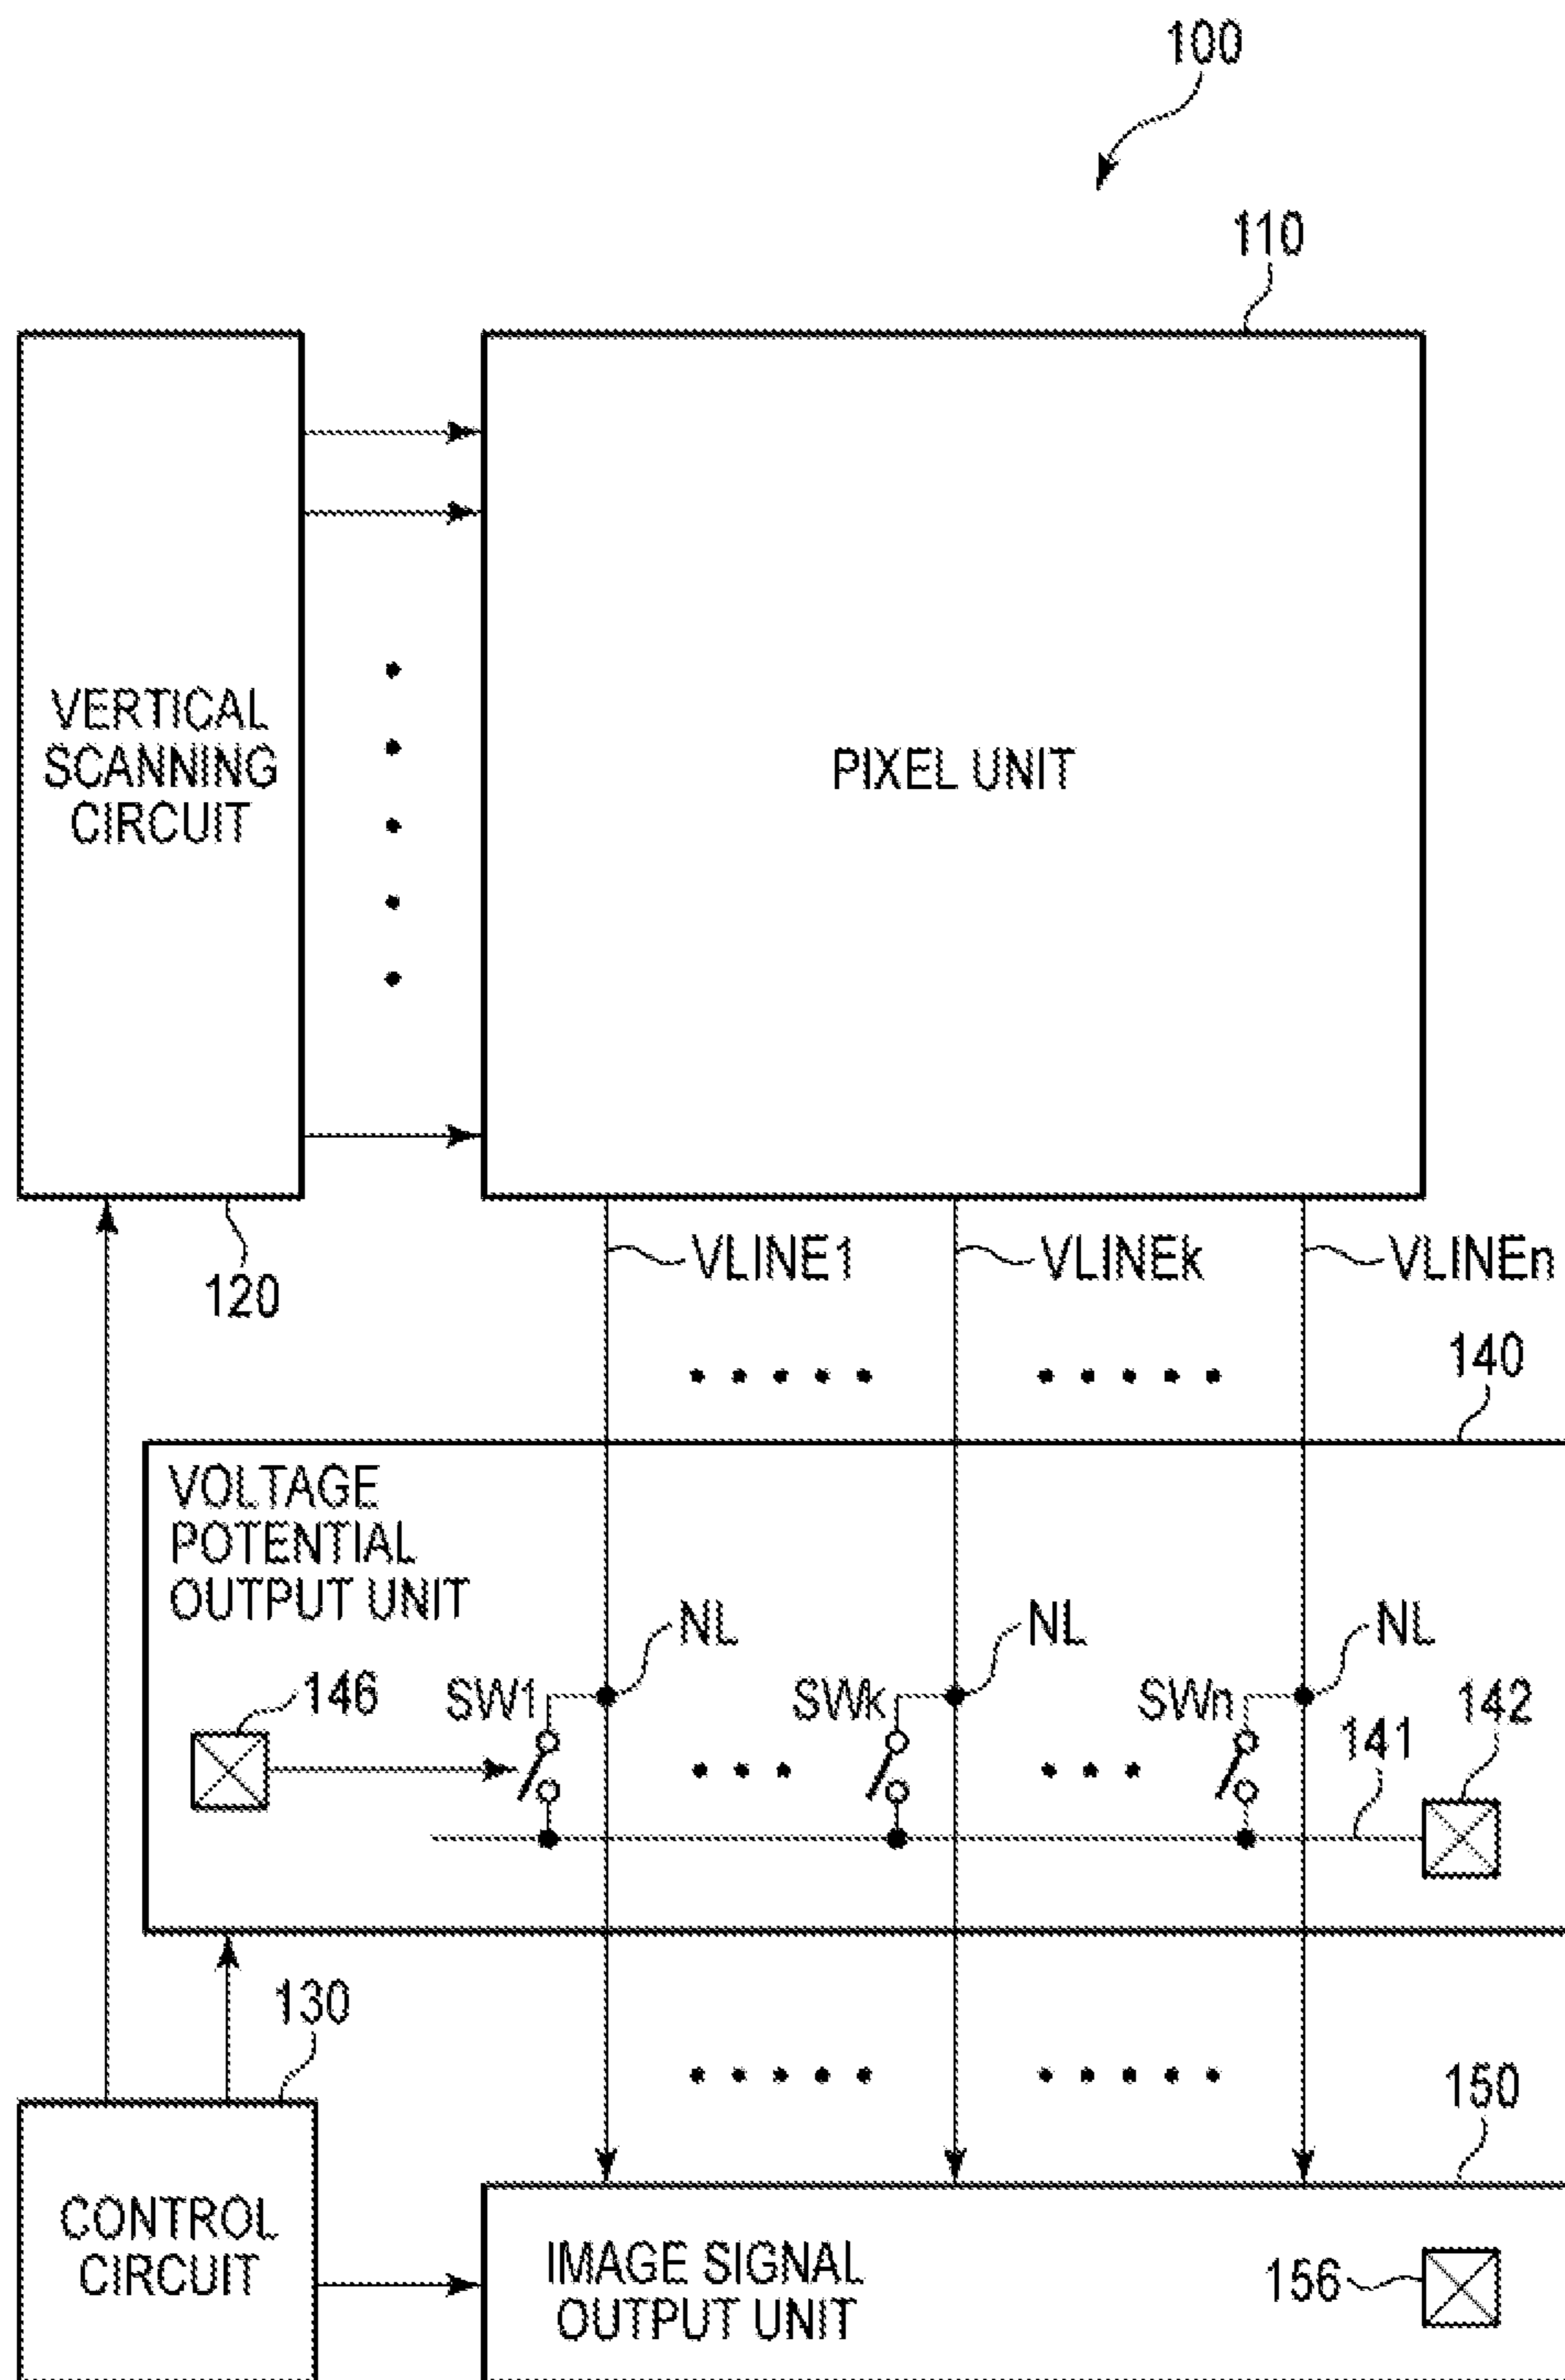 100
110
VERTICAL
SCANNING
CIRCUIT
PIXEL UNIT
120
VLINE1
VLINEk
VLINEn
140
VOLTAGE
POTENTIAL
OUTPUT UNIT
NL
NL
NL
146
SW1
SWk
SWn
141
142
130
150
CONTROL
CIRCUIT
IMAGE SIGNAL
OUTPUT UNIT
156